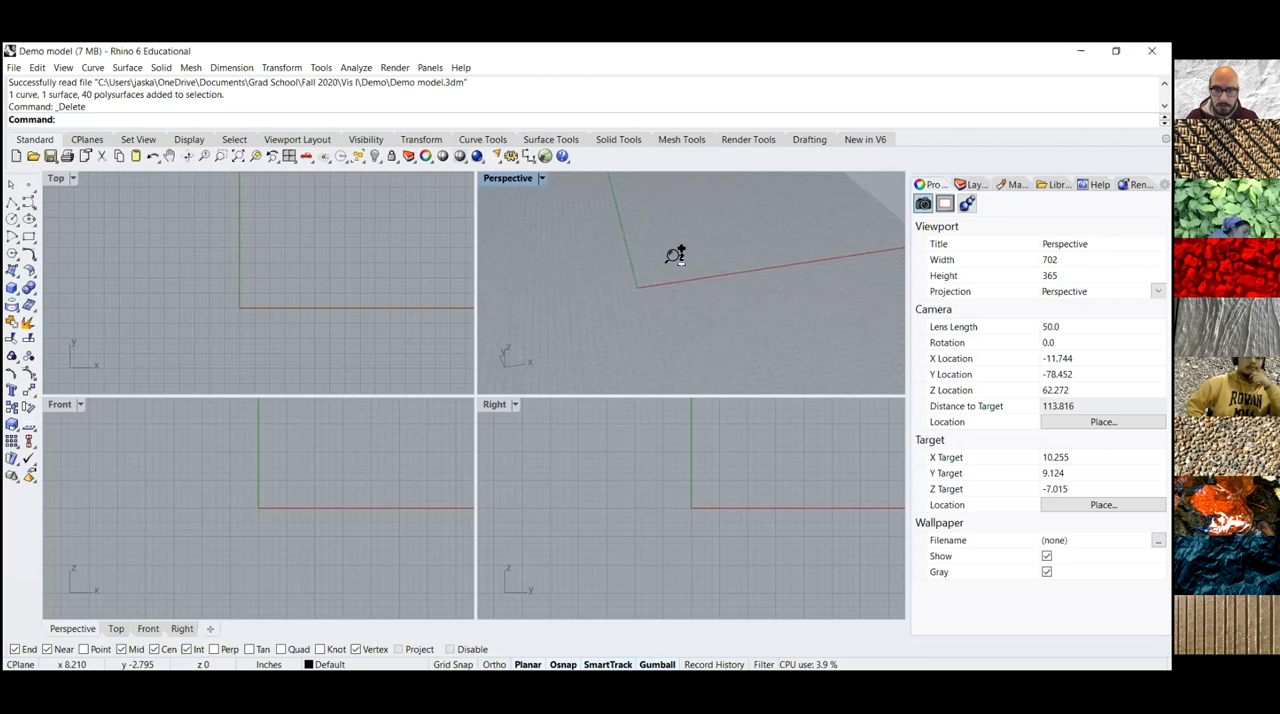 Demo model (7 MB) - Rhino 6 Educational
File Edit View Curve Surface Solid Mesh Dimension Transform Tools Analyze Render Panels Help
Successfully read file "C:\Users\jaska\OneDrive\Documents\Grad School\Fall 2020\Vis I\Demo\Demo model.3dm"
1 curve, 1 surface, 40 polysurfaces added to selection.
Command: _Delete
Command:
Standard CPlanes Set View Display Select Viewport Layout Visibility Transform Curve Tools Surface Tools Solid Tools Mesh Tools Render Tools Drafting New in V6
Top
Perspective
Pro... Lay... Ma... Libr... Help Ren...
Viewport
Title Perspective
Width 702
Height 365
Projection Perspective
Camera
Lens Length 50.0
Rotation 0.0
X Location -11.744
Y Location -78.452
Z Location 62.272
Distance to Target 113.816
Location Place...
Target
X Target 10.255
Y Target 9.124
Z Target -7.015
Location Place...
Wallpaper
Filename (none) ...
Show
Gray
y x
z y x
Front
Right
z x
z y
ROWAN
MMA
Perspective Top Front Right
End Near Point Mid Cen Int Perp Tan Quad Knot Vertex Project Disable
CPlane x 8.210 y -2.795 z 0 Inches Default Grid Snap Ortho Planar Osnap SmartTrack Gumball Record History Filter CPU use: 3.9 %